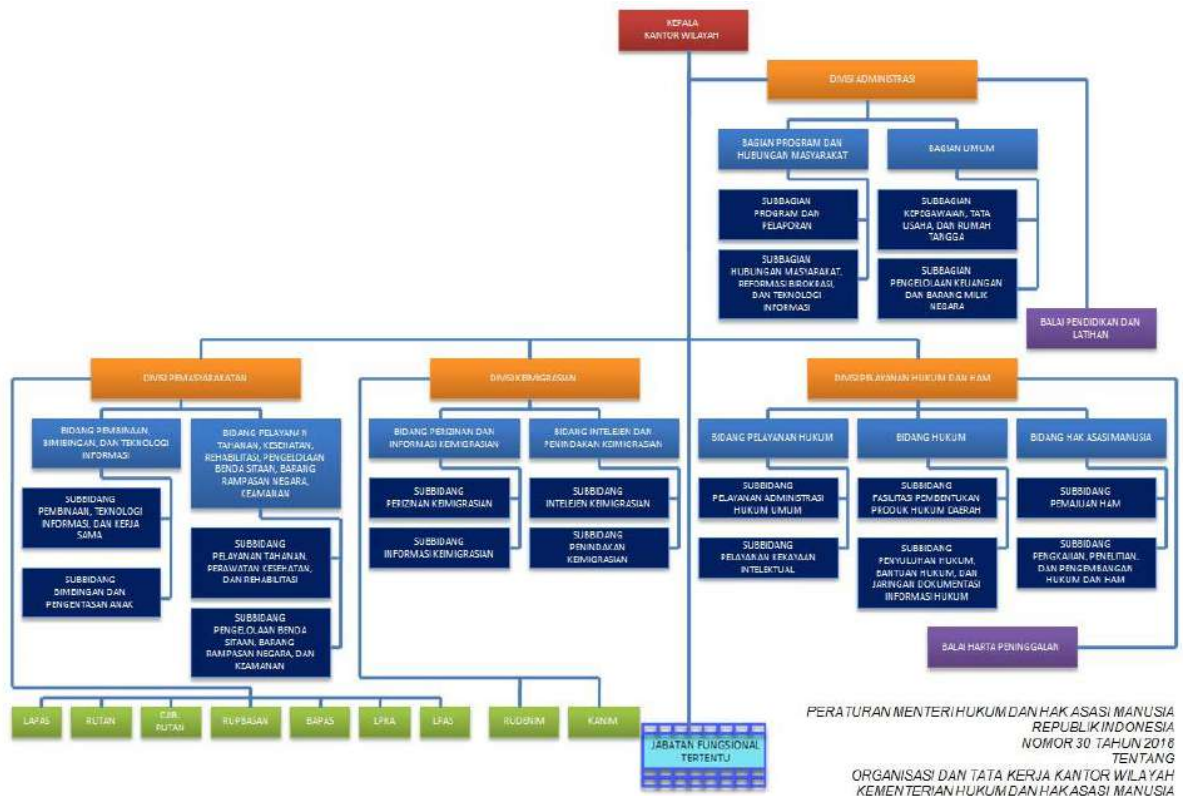 KEPALA
KANTOR WILAYAH
DIVISI ADMINISTRASI
BAGIAN PROGRAM DAN
HUBUNGAN MASYARAKAT
BAGIAN UMUM
SUBBAGIAN
PROGRAM DAN
PELAPORAN
SUBBAGIAN
KEPEGAWAIAN, TATA
USAHA, DAN RUMAH
TANGGA
SUBBAGIAN
HUBUNGAN MASYARAKAT,
REFORMASI BIROKRASI,
DAN TEKNOLOGI
INFORMASI
SUBBAGIAN
PENGELOLAAN KEUANGAN
DAN BARANG MILIK
NEGARA
BALAI PENDIDIKAN DAN
LATIHAN
DIVISI PEMASYARAKATAN
DIVISI KEIMIGRASIAN
DIVISI PELAYANAN HUKUM DAN HAM
BIDANG PEMBINAAN,
BIMBINGAN, DAN TEKNOLOGI
INFORMASI
BIDANG PELAYANAN
TAHANAN, KESEHATAN,
REHABILITASI, PENGELOLAAN
BENDA SITAAN, BARANG
RAMPASAN NEGARA,
KEAMANAN
BIDANG PERIZINAN DAN
INFORMASI KEIMIGRASIAN
BIDANG INTELEJEN DAN
PENINDAKAN KEIMIGRASIAN
BIDANG PELAYANAN HUKUM
BIDANG HUKUM
BIDANG HAK ASASI MANUSIA
SUBBIDANG
PEMBINAAN, TEKNOLOGI
INFORMASI, DAN KERJA
SAMA
SUBBIDANG
BIMBINGAN DAN
PENGENTASAN ANAK
SUBBIDANG
PELAYANAN TAHANAN,
PERAWATAN KESEHATAN,
DAN REHABILITASI
SUBBIDANG
PENGELOLAAN BENDA
SITAAN, BARANG
RAMPASAN NEGARA, DAN
KEAMANAN
SUBBIDANG
PERIZINAN KEIMIGRASIAN
SUBBIDANG
INFORMASI KEIMIGRASIAN
SUBBIDANG
INTELEJEN KEIMIGRASIAN
SUBBIDANG
PENINDAKAN
KEIMIGRASIAN
SUBBIDANG
PELAYANAN ADMINISTRASI
HUKUM UMUM
SUBBIDANG
PELAYANAN KEKAYAAN
INTELEKTUAL
SUBBIDANG
FASILITASI PEMBENTUKAN
PRODUK HUKUM DAERAH
SUBBIDANG
PENYULUHAN HUKUM,
BANTUAN HUKUM, DAN
JARINGAN DOKUMENTASI
INFORMASI HUKUM
SUBBIDANG
PEMAJUAN HAM
SUBBIDANG
PENGKAJIAN, PENELITIAN,
DAN PENGEMBANGAN
HUKUM DAN HAM
BALAI HARTA PENINGGALAN
LAPAS
RUTAN
CAB.
RUTAN
RUPBASAN
BAPAS
LPKA
LPAS
RUDENIM
KANIM
JABATAN FUNGSIONAL
TERTENTU
PERATURAN MENTERI HUKUM DAN HAK ASASI MANUSIA
REPUBLIK INDONESIA
NOMOR 30 TAHUN 2018
TENTANG
ORGANISASI DAN TATA KERJA KANTOR WILAYAH
KEMENTERIAN HUKUM DAN HAK ASASI MANUSIA